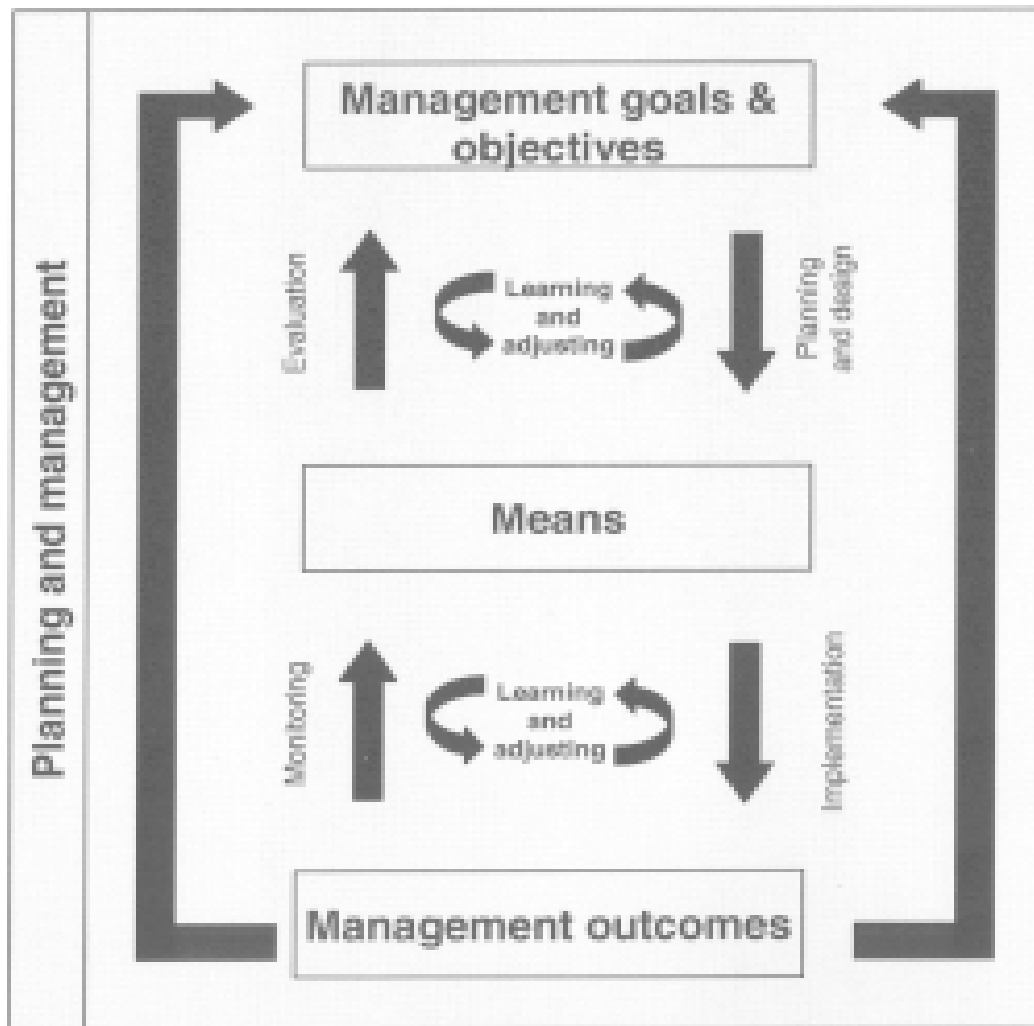 Planning and management
Management goals &
objectives
Evaluation
Learning
and
adjusting
Planning
and design
Means
Monitoring
Learning
and
adjusting
Implementation
Management outcomes